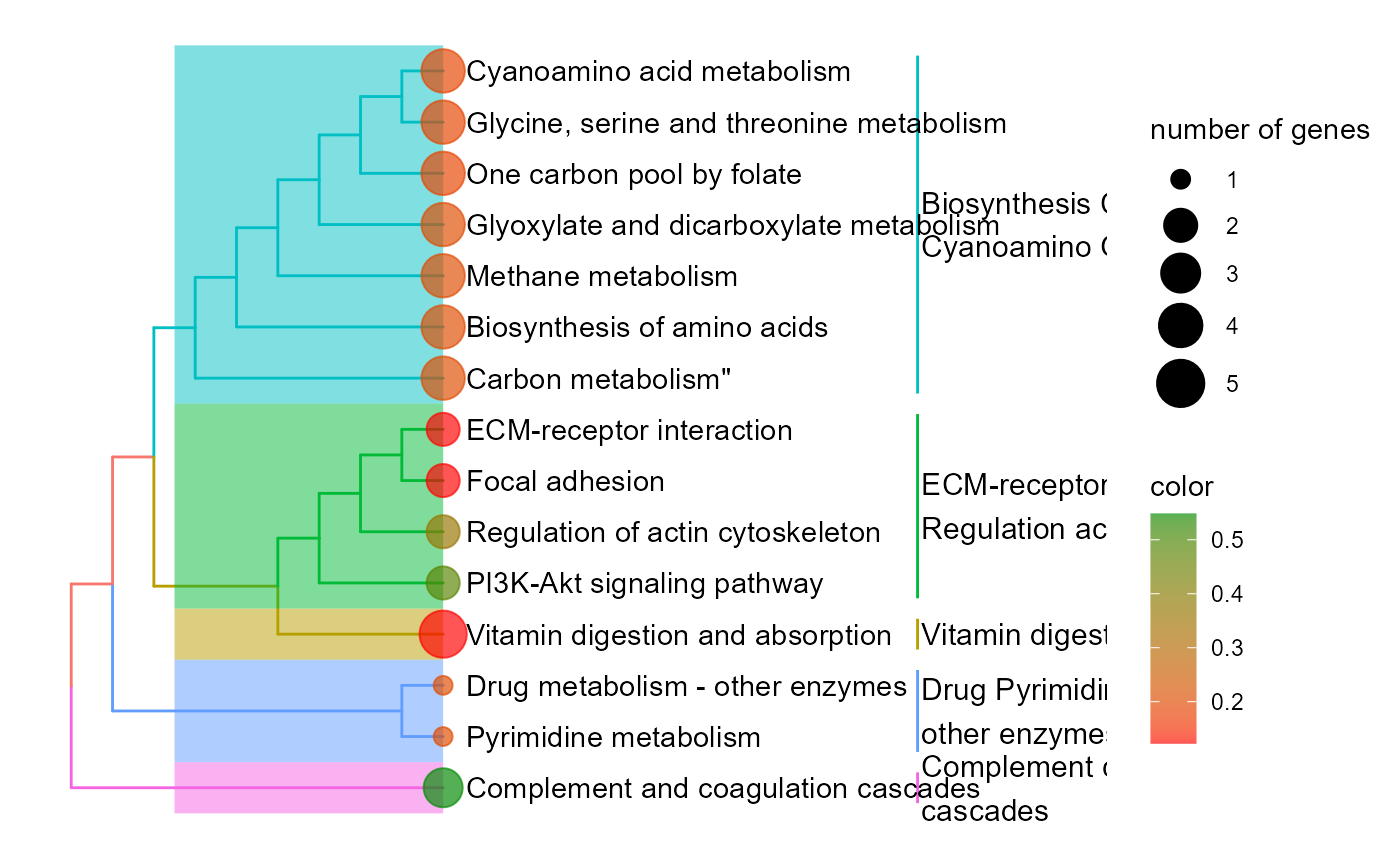 Cyanoamino acid metabolism
Glycine, serine and threonine metabolism
One carbon pool by folate
Glyoxylate and dicarboxylate metabolism
Methane metabolism
Biosynthesis of amino acids
Carbon metabolism"
ECM-receptor interaction
Focal adhesion
Regulation of actin cytoskeleton
PI3K-Akt signaling pathway
Vitamin digestion and absorption
Drug metabolism - other enzymes
Pyrimidine metabolism
Complement and coagulation cascades
Biosynthesis
Cyanoamino
ECM-receptor
Regulation ac
Vitamin digest
Drug Pyrimidi
other enzymes
Complement
cascades
number of genes
1
2
3
4
5
color
0.5
0.4
0.3
0.2